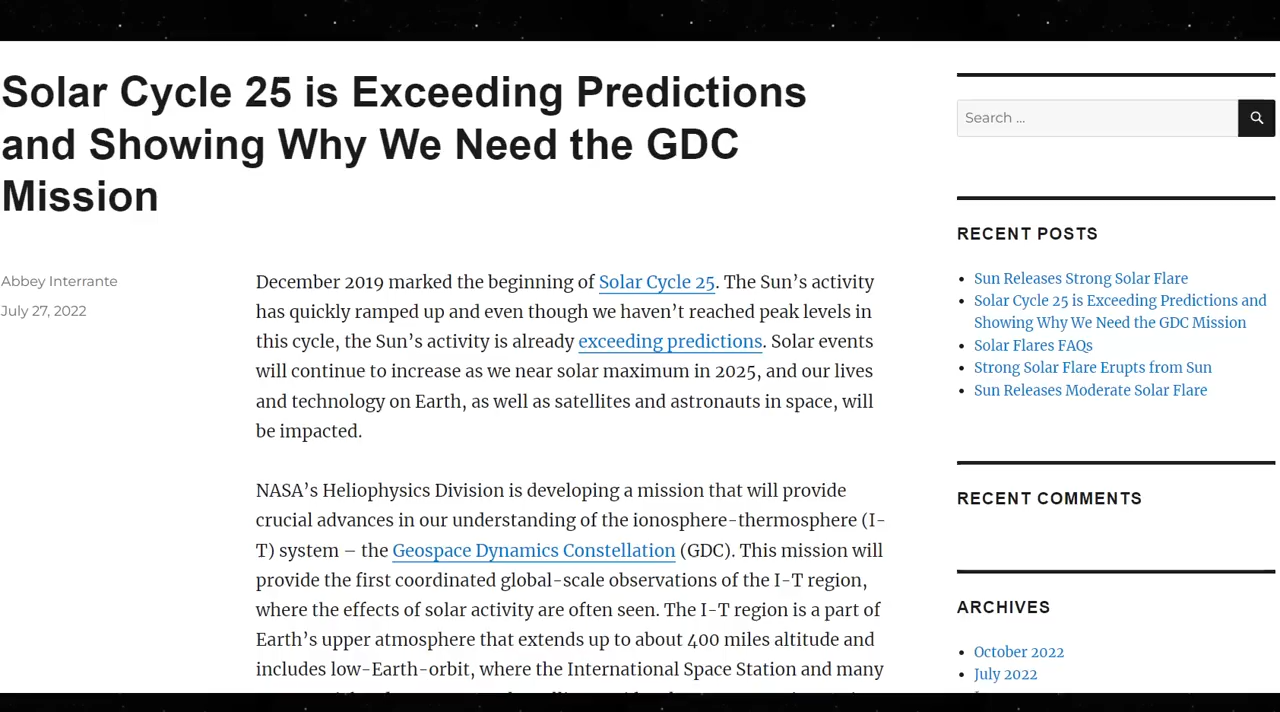 Solar Cycle 25 is Exceeding Predictions
and Showing Why We Need the GDC
Mission
Abbey Interrante
July 27, 2022
December 2019 marked the beginning of Solar Cycle 25. The Sun’s activity
has quickly ramped up and even though we haven’t reached peak levels in
this cycle, the Sun’s activity is already exceeding predictions. Solar events
will continue to increase as we near solar maximum in 2025, and our lives
and technology on Earth, as well as satellites and astronauts in space, will
be impacted.
NASA’s Heliophysics Division is developing a mission that will provide
crucial advances in our understanding of the ionosphere-thermosphere (I-
T) system – the Geospace Dynamics Constellation (GDC). This mission will
provide the first coordinated global-scale observations of the I-T region,
where the effects of solar activity are often seen. The I-T region is a part of
Earth’s upper atmosphere that extends up to about 400 miles altitude and
includes low-Earth-orbit, where the International Space Station and many
Search ...
RECENT POSTS
Sun Releases Strong Solar Flare
Solar Cycle 25 is Exceeding Predictions and
Showing Why We Need the GDC Mission
Solar Flares FAQs
Strong Solar Flare Erupts from Sun
Sun Releases Moderate Solar Flare
RECENT COMMENTS
ARCHIVES
October 2022
July 2022